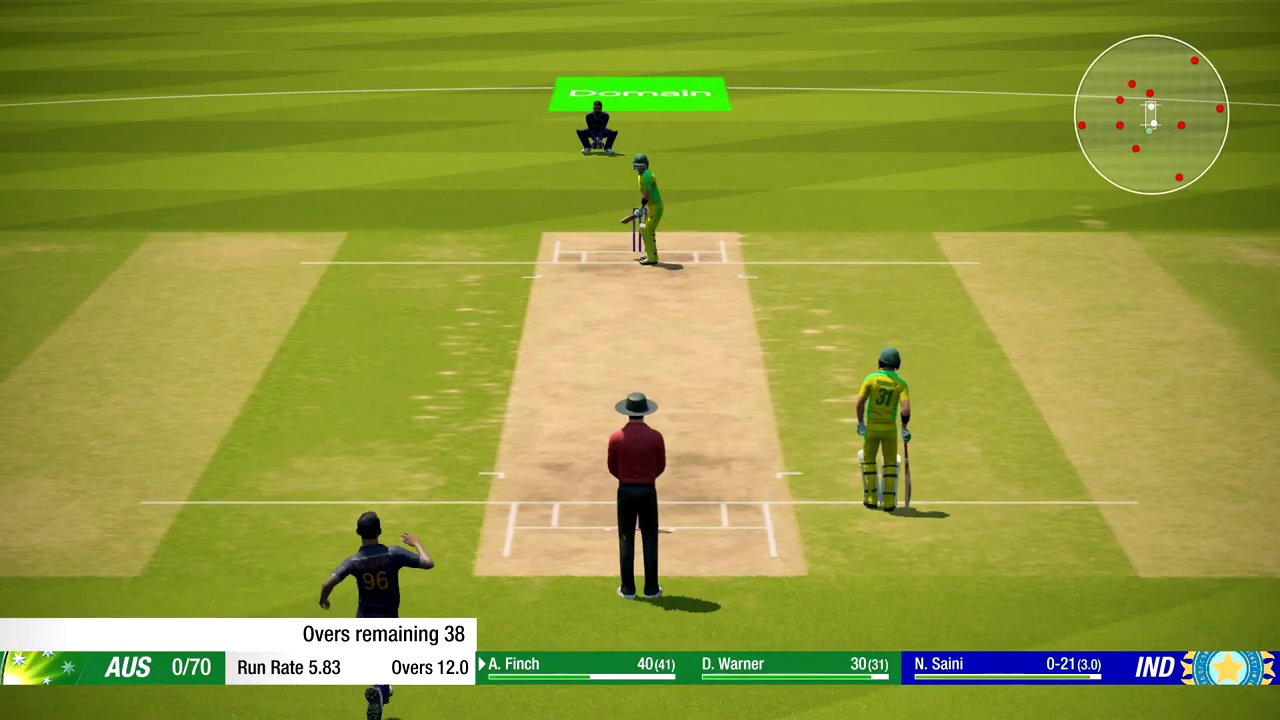 Domain
31
96
Overs remaining 38
AUS 0/70
Run Rate 5.83
Overs 12.0
A. Finch 40(41)
D. Warner 30(31)
N. Saini 0-21(3.0)
IND